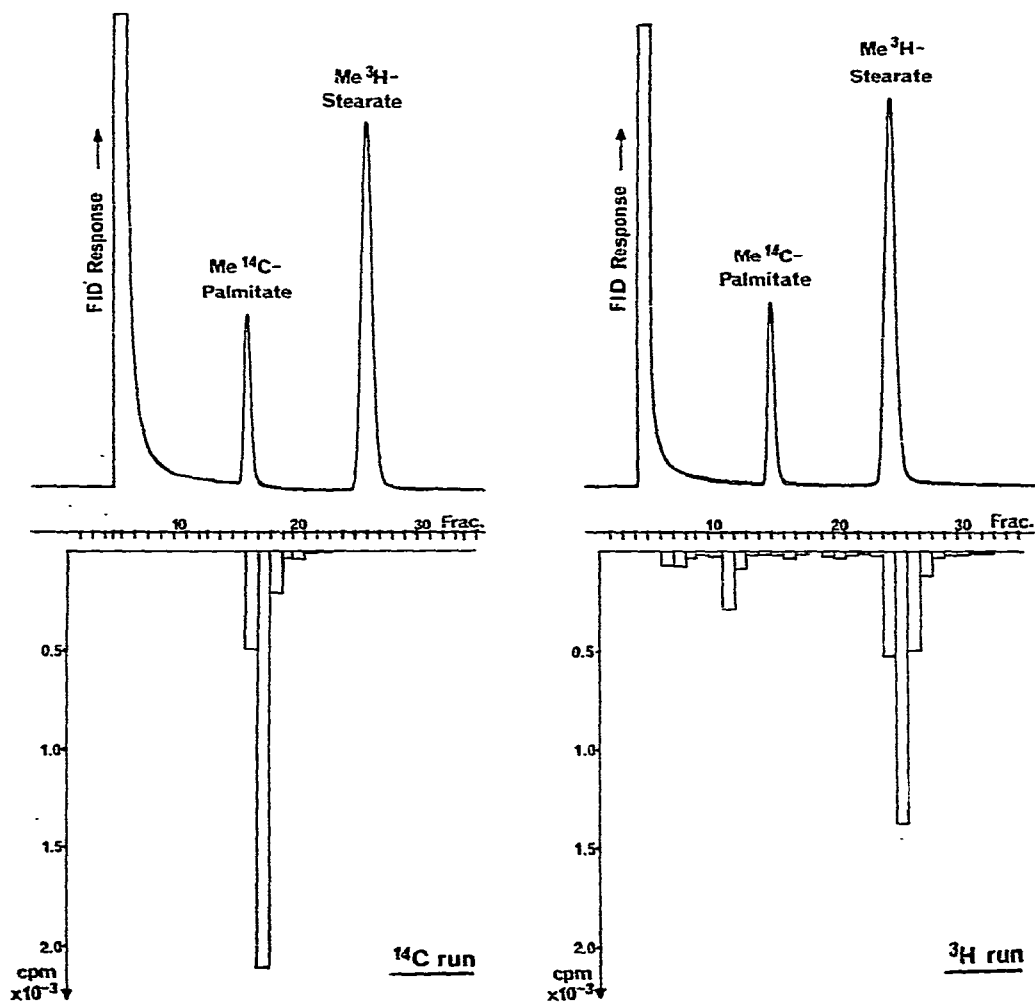 Me ³H-
Stearate
FID Response
Me ¹⁴C-
Palmitate
10 20 30 Frac.
0.5
1.0
1.5
2.0
cpm
x10⁻³
¹⁴C run
Me ³H-
Stearate
FID Response
Me ¹⁴C-
Palmitate
10 20 30 Frac.
0.5
1.0
1.5
2.0
cpm
x10⁻³
³H run